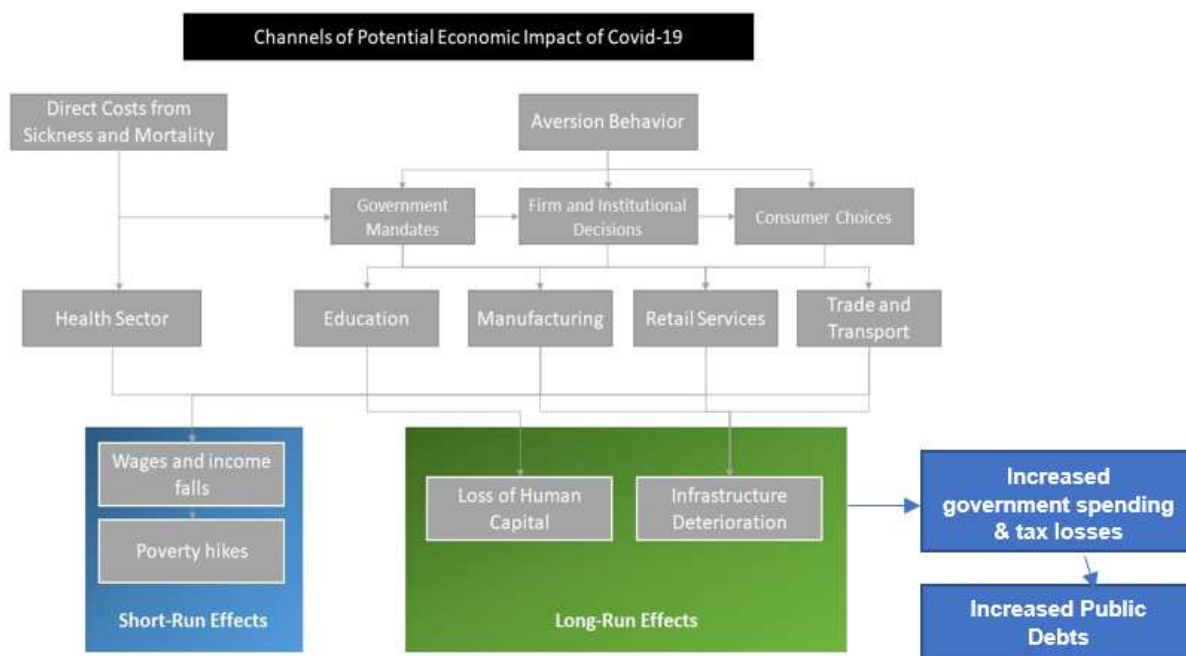 Channels of Potential Economic Impact of Covid-19
Direct Costs from
Sickness and Mortality
Aversion Behavior
Government
Mandates
Firm and Institutional
Decisions
Consumer Choices
Health Sector
Education
Manufacturing
Retail Services
Trade and
Transport
Wages and income
falls
Poverty hikes
Short-Run Effects
Loss of Human
Capital
Infrastructure
Deterioration
Long-Run Effects
Increased
government spending
& tax losses
Increased Public
Debts